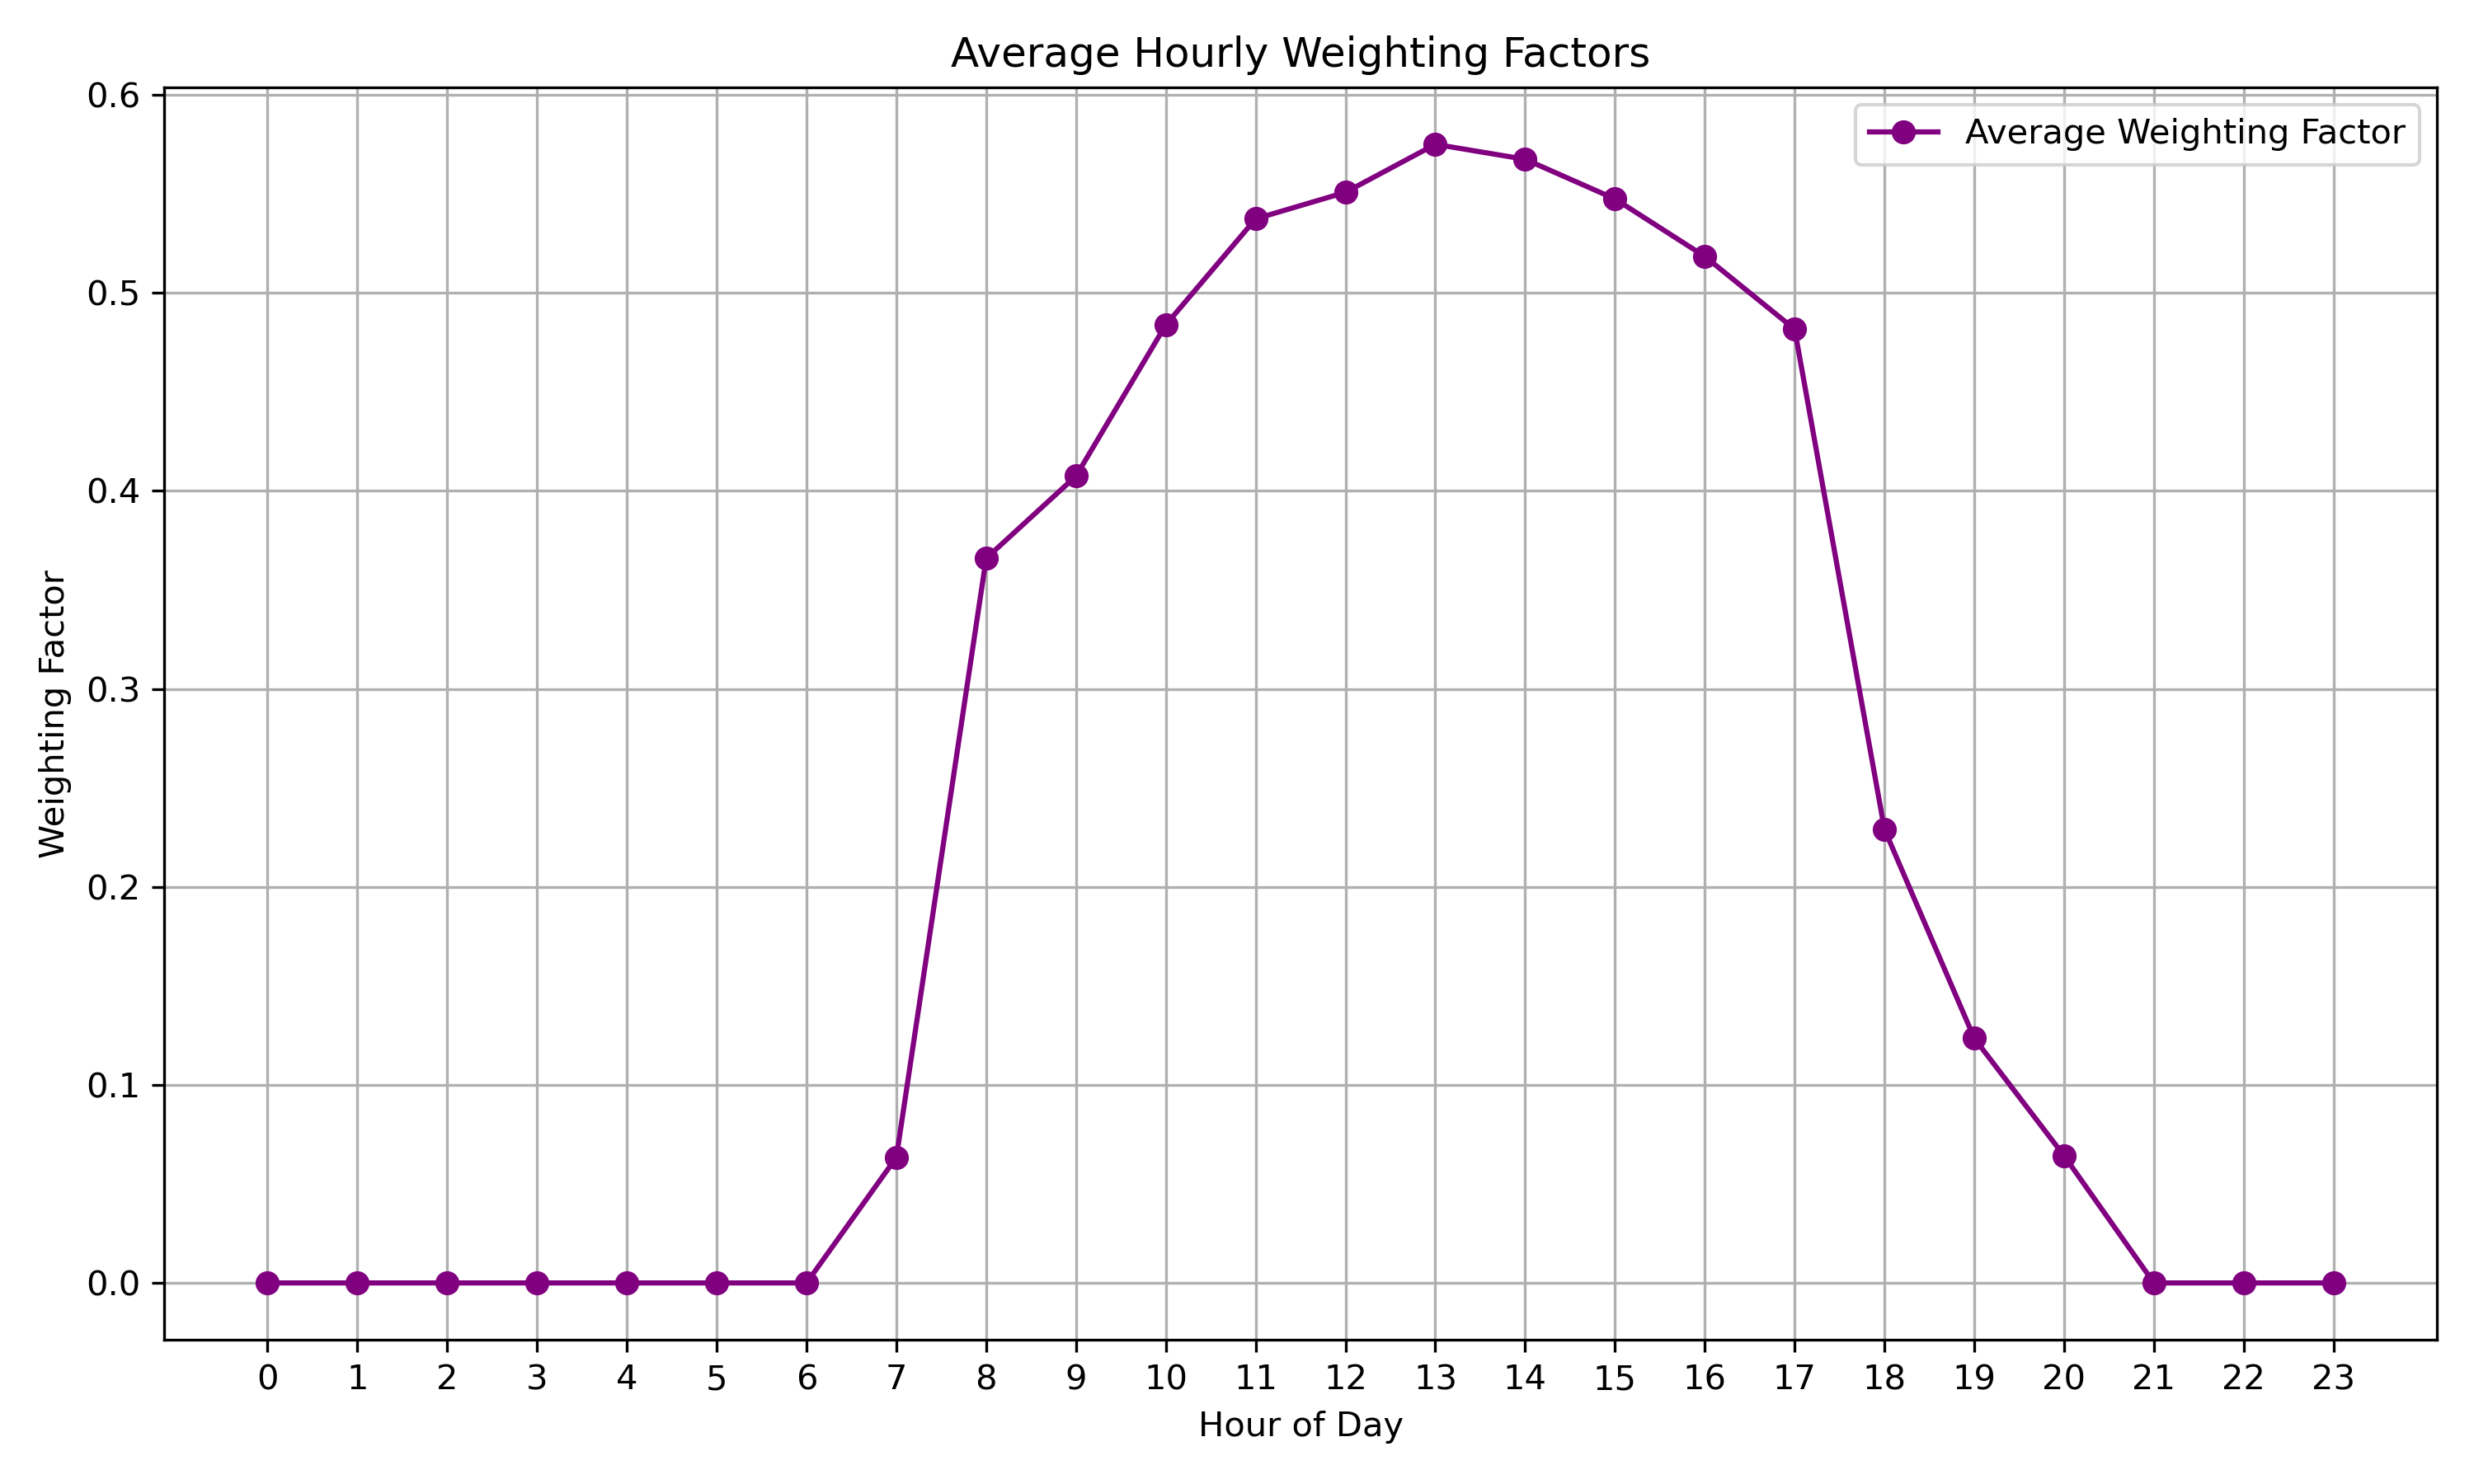 Average Hourly Weighting Factors
Average Weighting Factor
Weighting Factor
0.6
0.5
0.4
0.3
0.2
0.1
0.0
0 1 2 3 4 5 6 7 8 9 10 11 12 13 14 15 16 17 18 19 20 21 22 23
Hour of Day